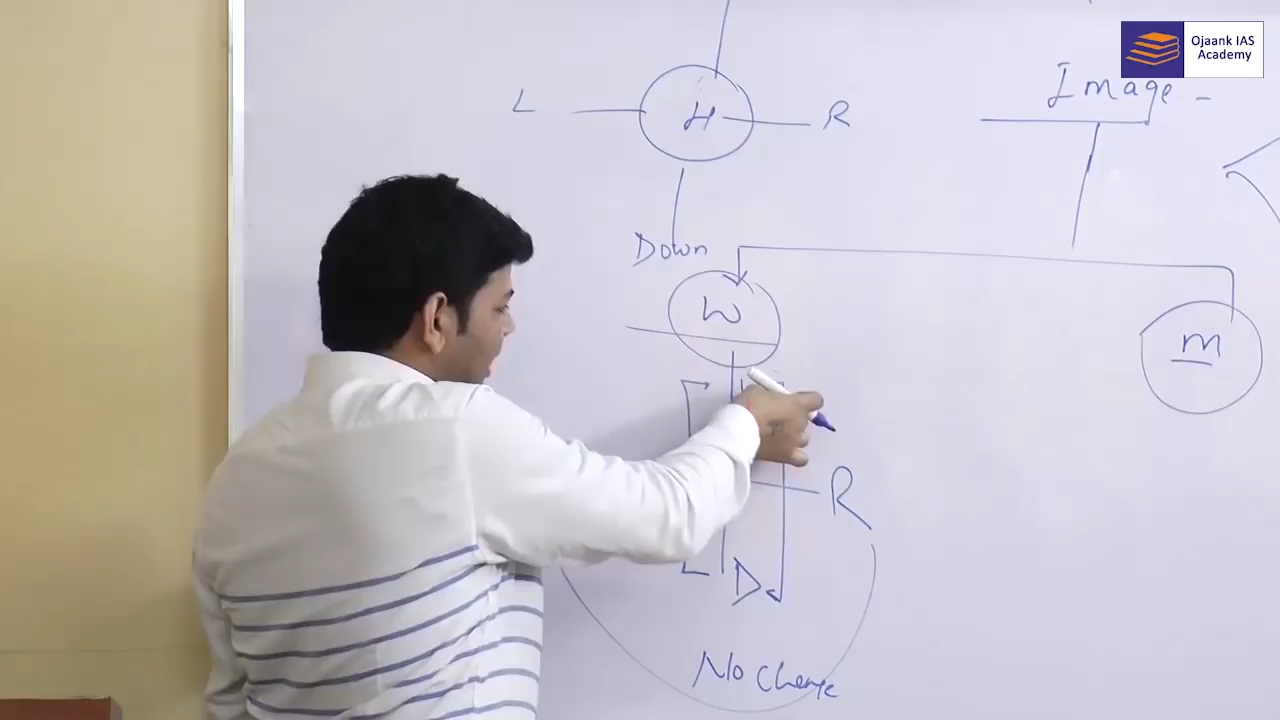 Ojaank IAS
Academy
Image -
L H R
Down
W
m
R
D
No Change